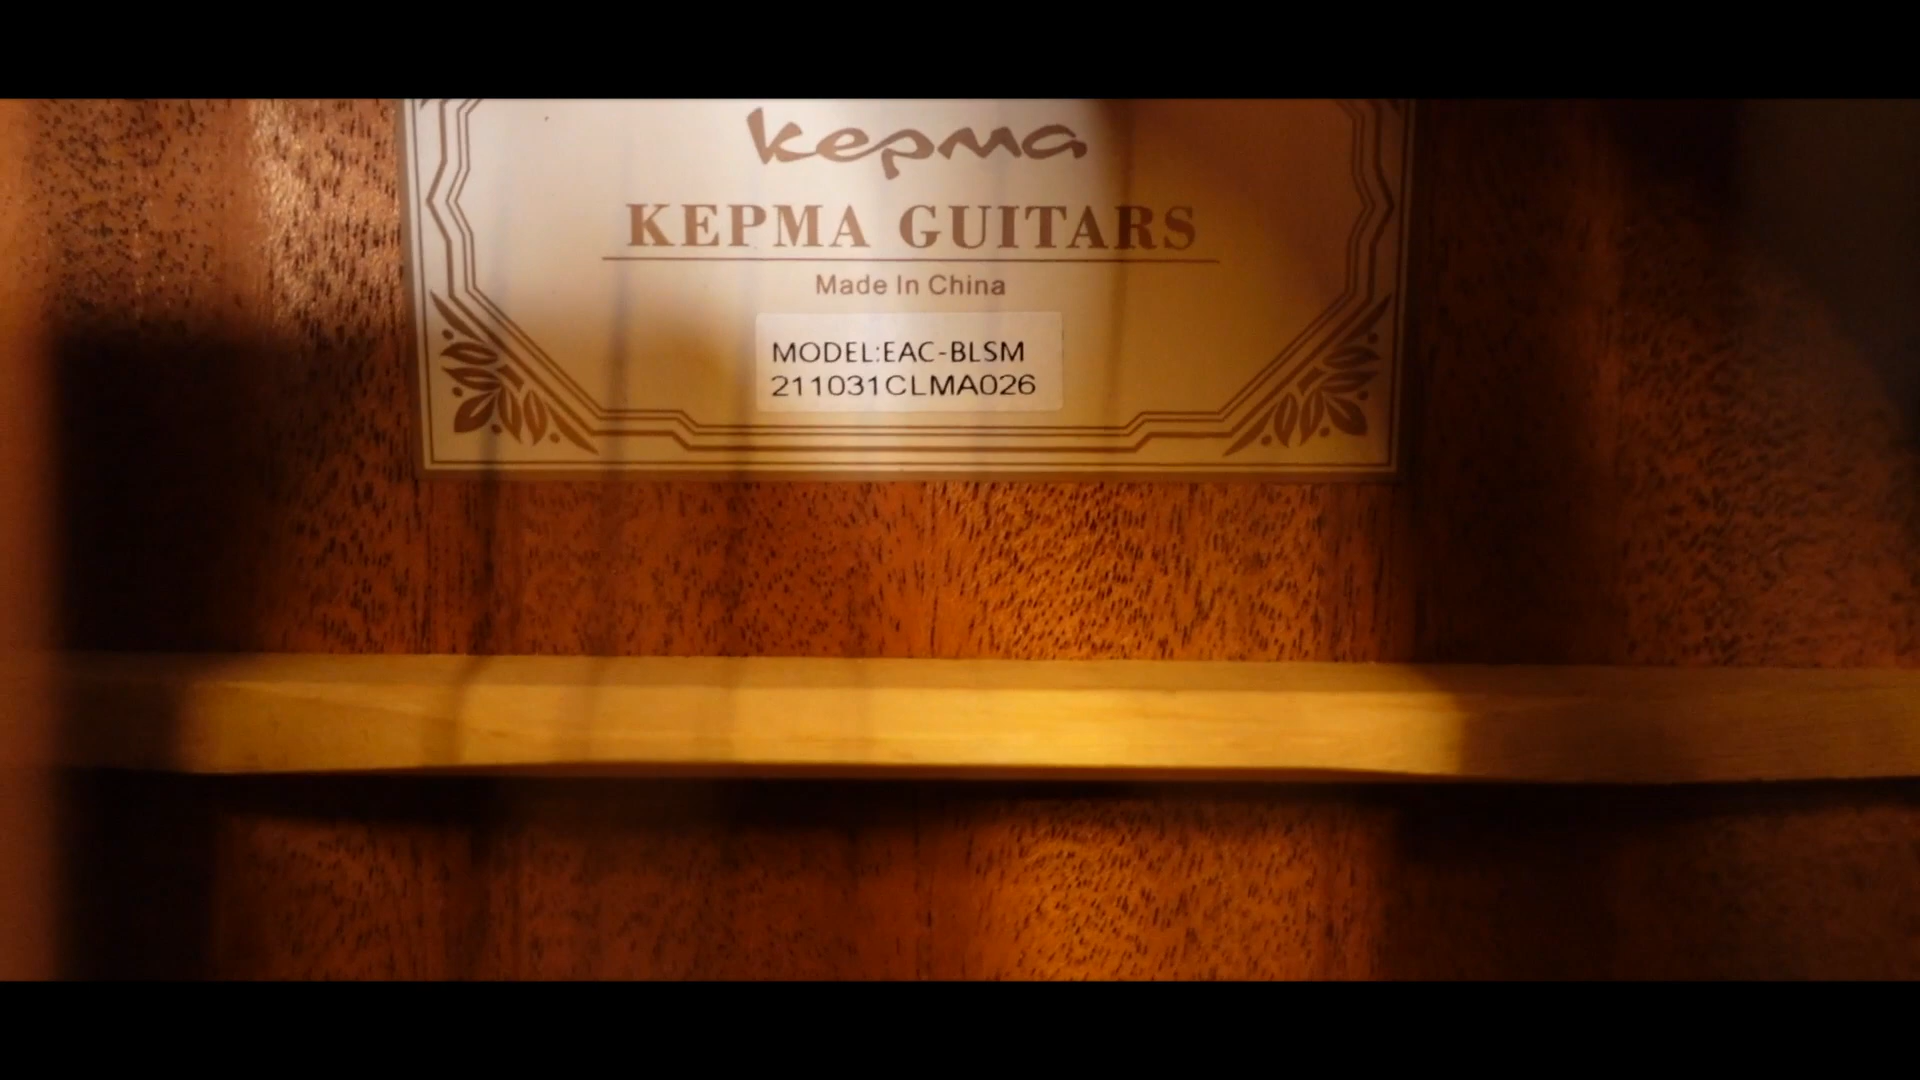 kepma
KEPMA GUITARS
Made In China
MODEL:EAC-BLSM
211031CLMA026